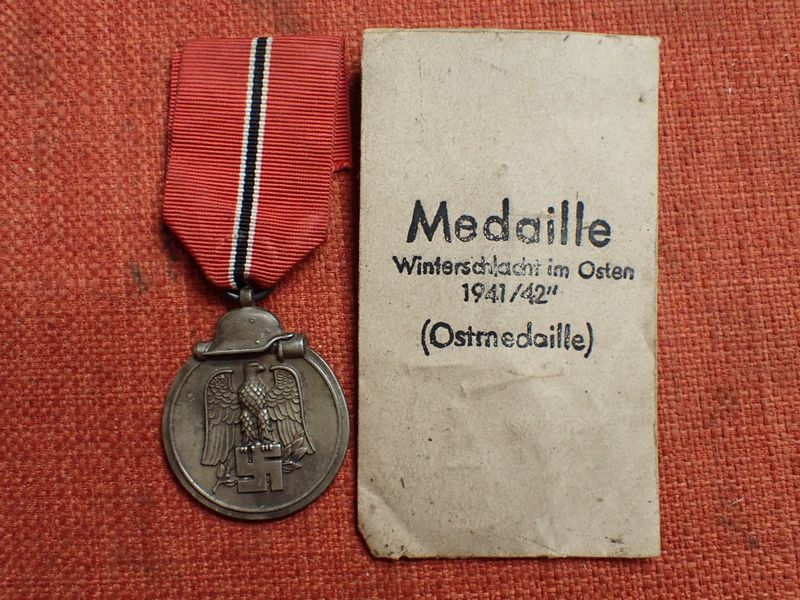 Medaille
Winterschlacht im Osten
1941/42"
(Ostmedaille)